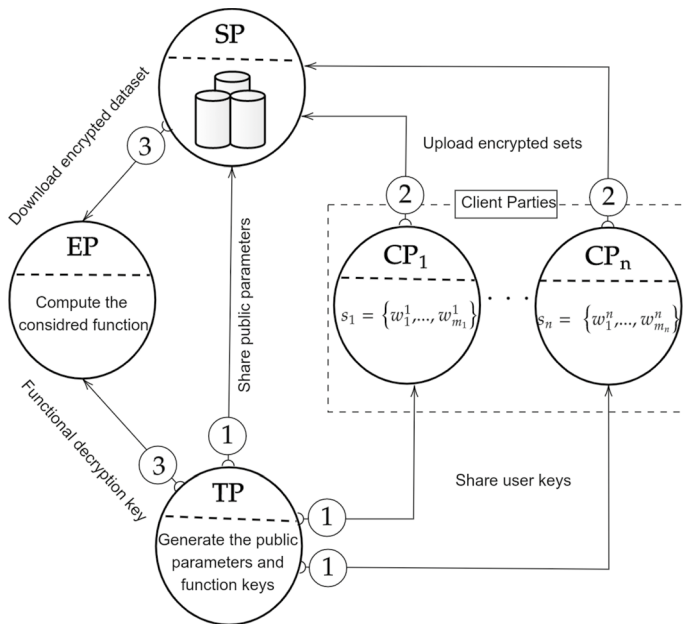 SP
Download encrypted dataset
3
Upload encrypted sets
2
2
Client Parties
EP
Compute the
considred function
Share public parameters
CP₁
s₁ = {w₁¹,..., w¹ₘ₁}
. . .
CPₙ
sₙ = {w₁ⁿ,..., wⁿₘₙ}
Functional decryption key
3
1
TP
Generate the public
parameters and
function keys
1
1
Share user keys